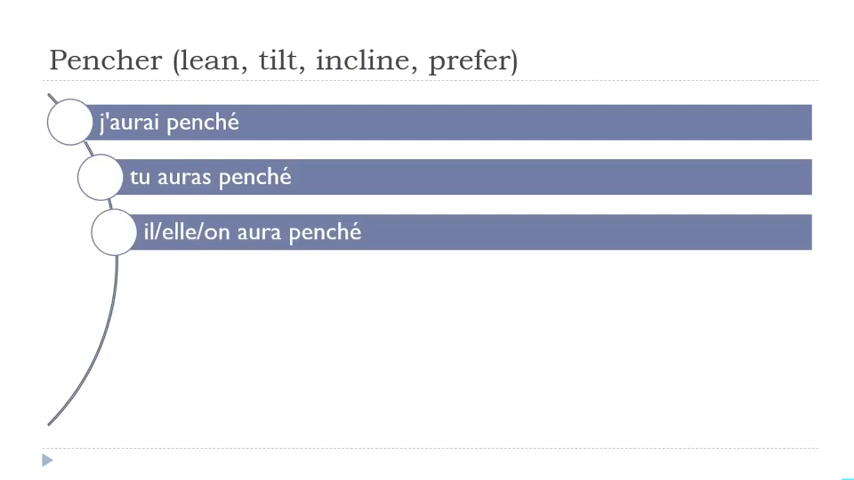 Pencher (lean, tilt, incline, prefer)
j'aurai penché
tu auras penché
il/elle/on aura penché